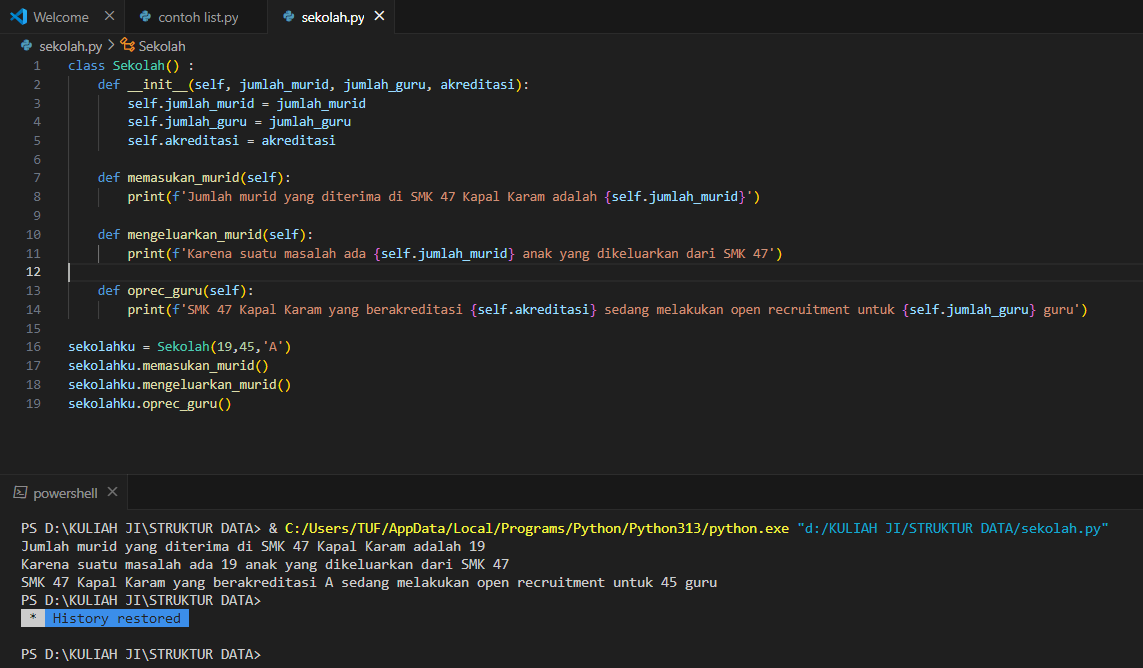 Welcome
contoh list.py
sekolah.py
sekolah.py > Sekolah
1 class Sekolah() :
2     def __init__(self, jumlah_murid, jumlah_guru, akreditasi):
3         self.jumlah_murid = jumlah_murid
4         self.jumlah_guru = jumlah_guru
5         self.akreditasi = akreditasi
6
7     def memasukan_murid(self):
8         print(f'Jumlah murid yang diterima di SMK 47 Kapal Karam adalah {self.jumlah_murid}')
9
10     def mengeluarkan_murid(self):
11         print(f'Karena suatu masalah ada {self.jumlah_murid} anak yang dikeluarkan dari SMK 47')
12
13     def oprec_guru(self):
14         print(f'SMK 47 Kapal Karam yang berakreditasi {self.akreditasi} sedang melakukan open recruitment untuk {self.jumlah_guru} guru')
15
16 sekolahku = Sekolah(19,45,'A')
17 sekolahku.memasukan_murid()
18 sekolahku.mengeluarkan_murid()
19 sekolahku.oprec_guru()
powershell
PS D:\KULIAH JI\STRUKTUR DATA> & C:/Users/TUF/AppData/Local/Programs/Python/Python313/python.exe "d:/KULIAH JI/STRUKTUR DATA/sekolah.py"
Jumlah murid yang diterima di SMK 47 Kapal Karam adalah 19
Karena suatu masalah ada 19 anak yang dikeluarkan dari SMK 47
SMK 47 Kapal Karam yang berakreditasi A sedang melakukan open recruitment untuk 45 guru
PS D:\KULIAH JI\STRUKTUR DATA>
* History restored
PS D:\KULIAH JI\STRUKTUR DATA>